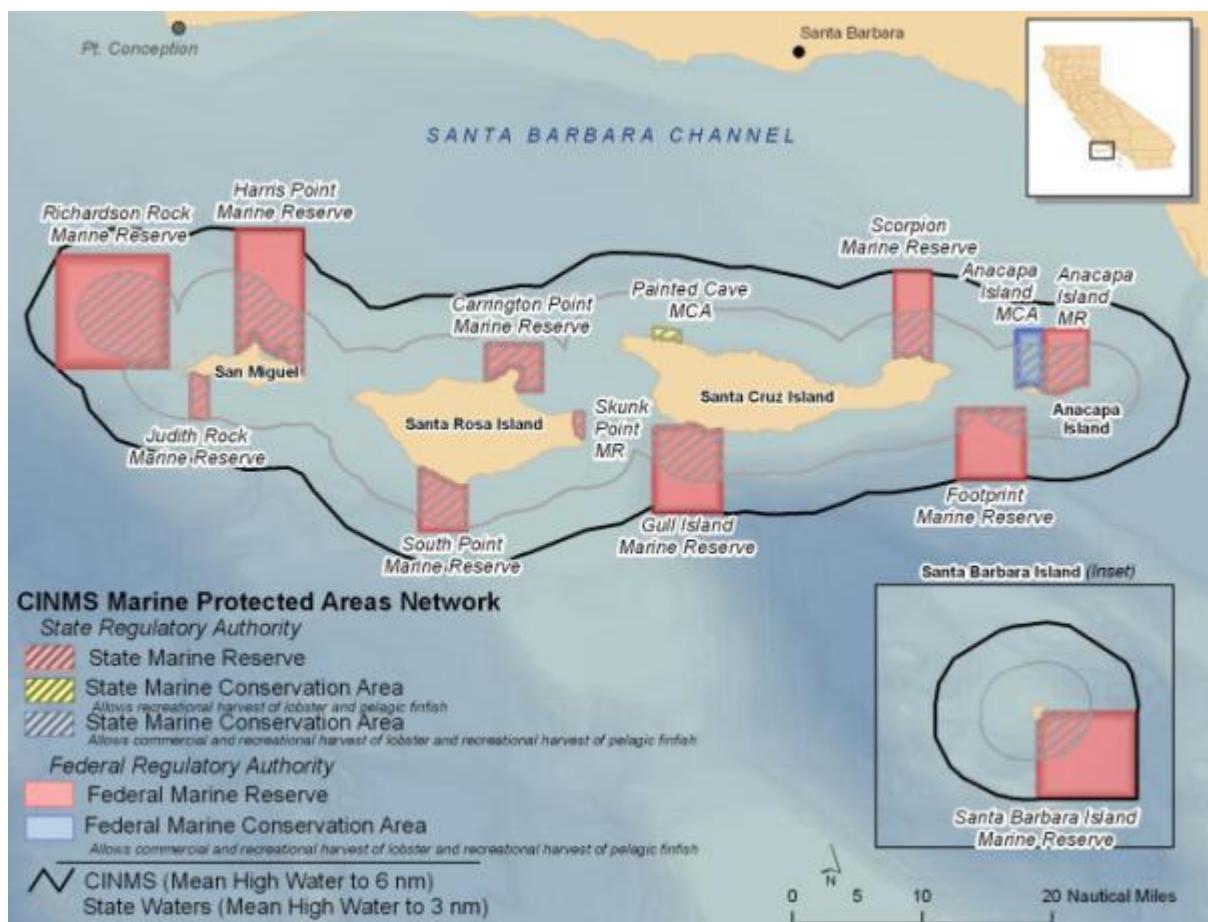 Pt. Conception
Santa Barbara
SANTA BARBARA CHANNEL
Harris Point
Marine Reserve
Richardson Rock
Marine Reserve
Scorpion
Marine Reserve
Anacapa
Island
MCA
Anacapa
Island
MR
Painted Cave
MCA
Carrington Point
Marine Reserve
San Miguel
Santa Cruz Island
Santa Rosa Island
Skunk
Point
MR
Anacapa
Island
Judith Rock
Marine Reserve
Footprint
Marine Reserve
Gull Island
Marine Reserve
South Point
Marine Reserve
Santa Barbara Island (Inset)
Santa Barbara Island
Marine Reserve
CINMS Marine Protected Areas Network
State Regulatory Authority
State Marine Reserve
State Marine Conservation Area
Allows recreational harvest of lobster and pelagic finfish
State Marine Conservation Area
Allows commercial and recreational harvest of lobster and recreational harvest of pelagic finfish
Federal Regulatory Authority
Federal Marine Reserve
Federal Marine Conservation Area
Allows commercial and recreational harvest of lobster and recreational harvest of pelagic finfish
CINMS (Mean High Water to 6 nm)
State Waters (Mean High Water to 3 nm)
N
0 5 10 20 Nautical Miles